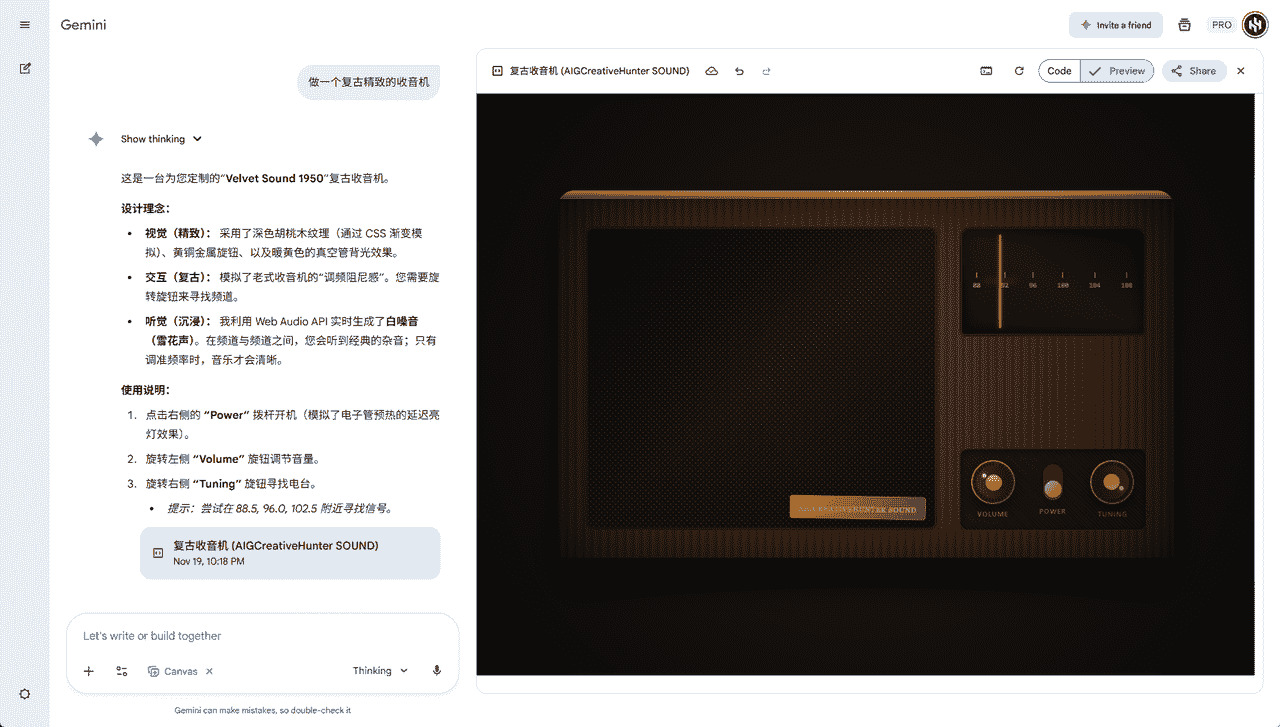 Gemini
Invite a friend
PRO
做一个复古精致的收音机
Show thinking
这是一台为您定制的“Velvet Sound 1950”复古收音机。
设计理念：
• 视觉（精致）： 采用了深色胡桃木纹理（通过 CSS 渐变模
拟）、黄铜金属旋钮、以及暖黄色的真空管背光效果。
• 交互（复古）： 模拟了老式收音机的“调频阻尼感”。您需要旋
转旋钮来寻找频道。
• 听觉（沉浸）： 我利用 Web Audio API 实时生成了白噪音
（雪花声）。在频道与频道之间，您会听到经典的杂音；只有
调准频率时，音乐才会清晰。
使用说明：
1. 点击右侧的 “Power” 拨杆开机（模拟了电子管预热的延迟亮
灯效果）。
2. 旋转左侧 “Volume” 旋钮调节音量。
3. 旋转右侧 “Tuning” 旋钮寻找电台。
• 提示：尝试在 88.5, 96.0, 102.5 附近寻找信号。
复古收音机 (AIGCreativeHunter SOUND)
Nov 19, 10:18 PM
Let's write or build together
Canvas
Thinking
Gemini can make mistakes, so double-check it
复古收音机 (AIGCreativeHunter SOUND)
Code
Preview
Share
88 92 96 100 104 108
HUNTER SOUND
VOLUME
POWER
TUNING